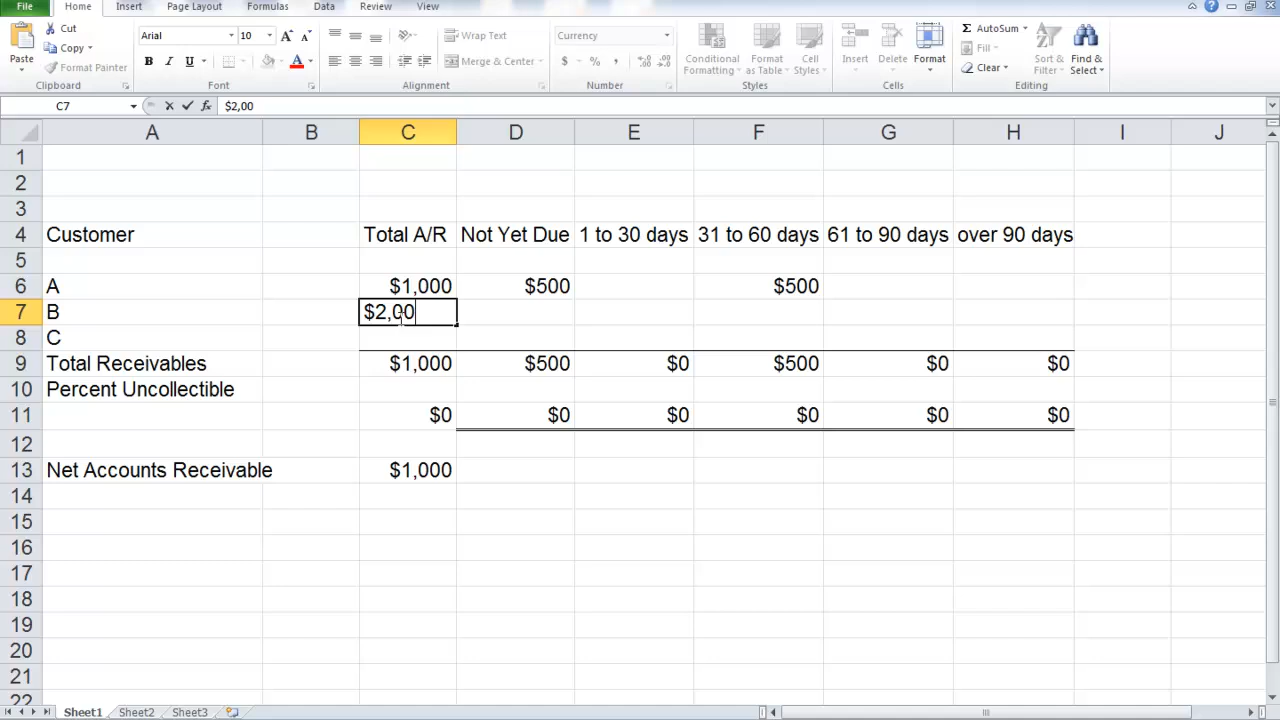 File Home Insert Page Layout Formulas Data Review View
Paste
Cut
Copy
Format Painter
Clipboard
Arial 10 A A
B I U A
Font
Wrap Text
Merge & Center
Alignment
Currency
$ % , .0 .00 .00 .0
Number
Conditional Formatting
Format as Table
Cell Styles
Styles
Insert Delete Format
Cells
Σ AutoSum
Fill
Clear
Sort & Filter
Find & Select
Editing
C7 fx $2,00
A B C D E F G H I J
1
2
3
4 Customer Total A/R Not Yet Due 1 to 30 days 31 to 60 days 61 to 90 days over 90 days
5
6 A $1,000 $500 $500
7 B $2,00
8 C
9 Total Receivables $1,000 $500 $0 $500 $0 $0
10 Percent Uncollectible
11 $0 $0 $0 $0 $0 $0
12
13 Net Accounts Receivable $1,000
14
15
16
17
18
19
20
21
22
Sheet1 Sheet2 Sheet3